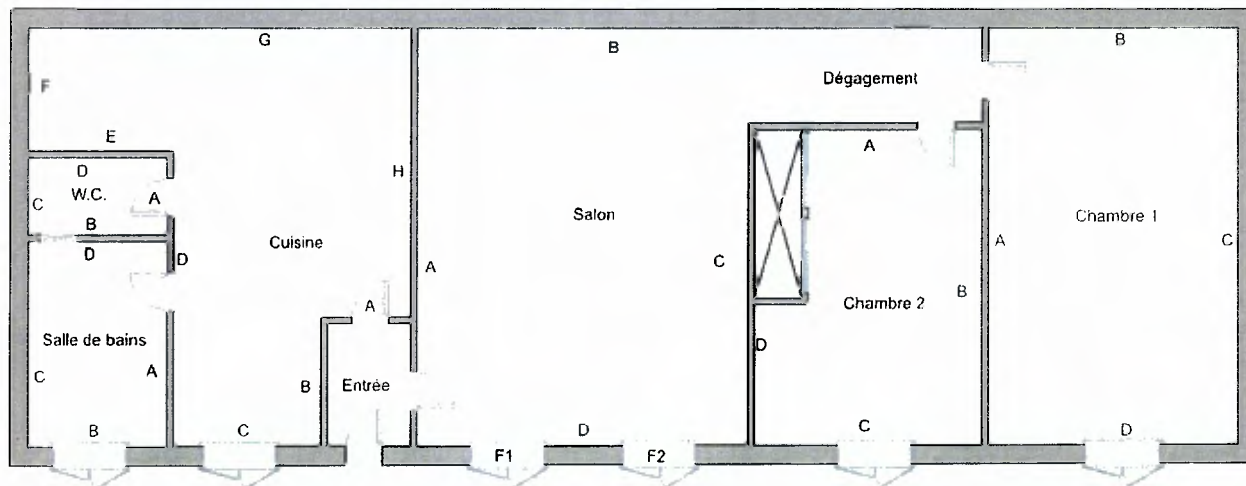 G
B
B
F
Dégagement
E
A
D
H
W.C.
A
C
B
Salon
Chambre 1
Cuisine
D
D
A
C
C
A
B
Chambre 2
A
Salle de bains
D
C
A
B
Entrée
B
C
D
C
D
F1
F2